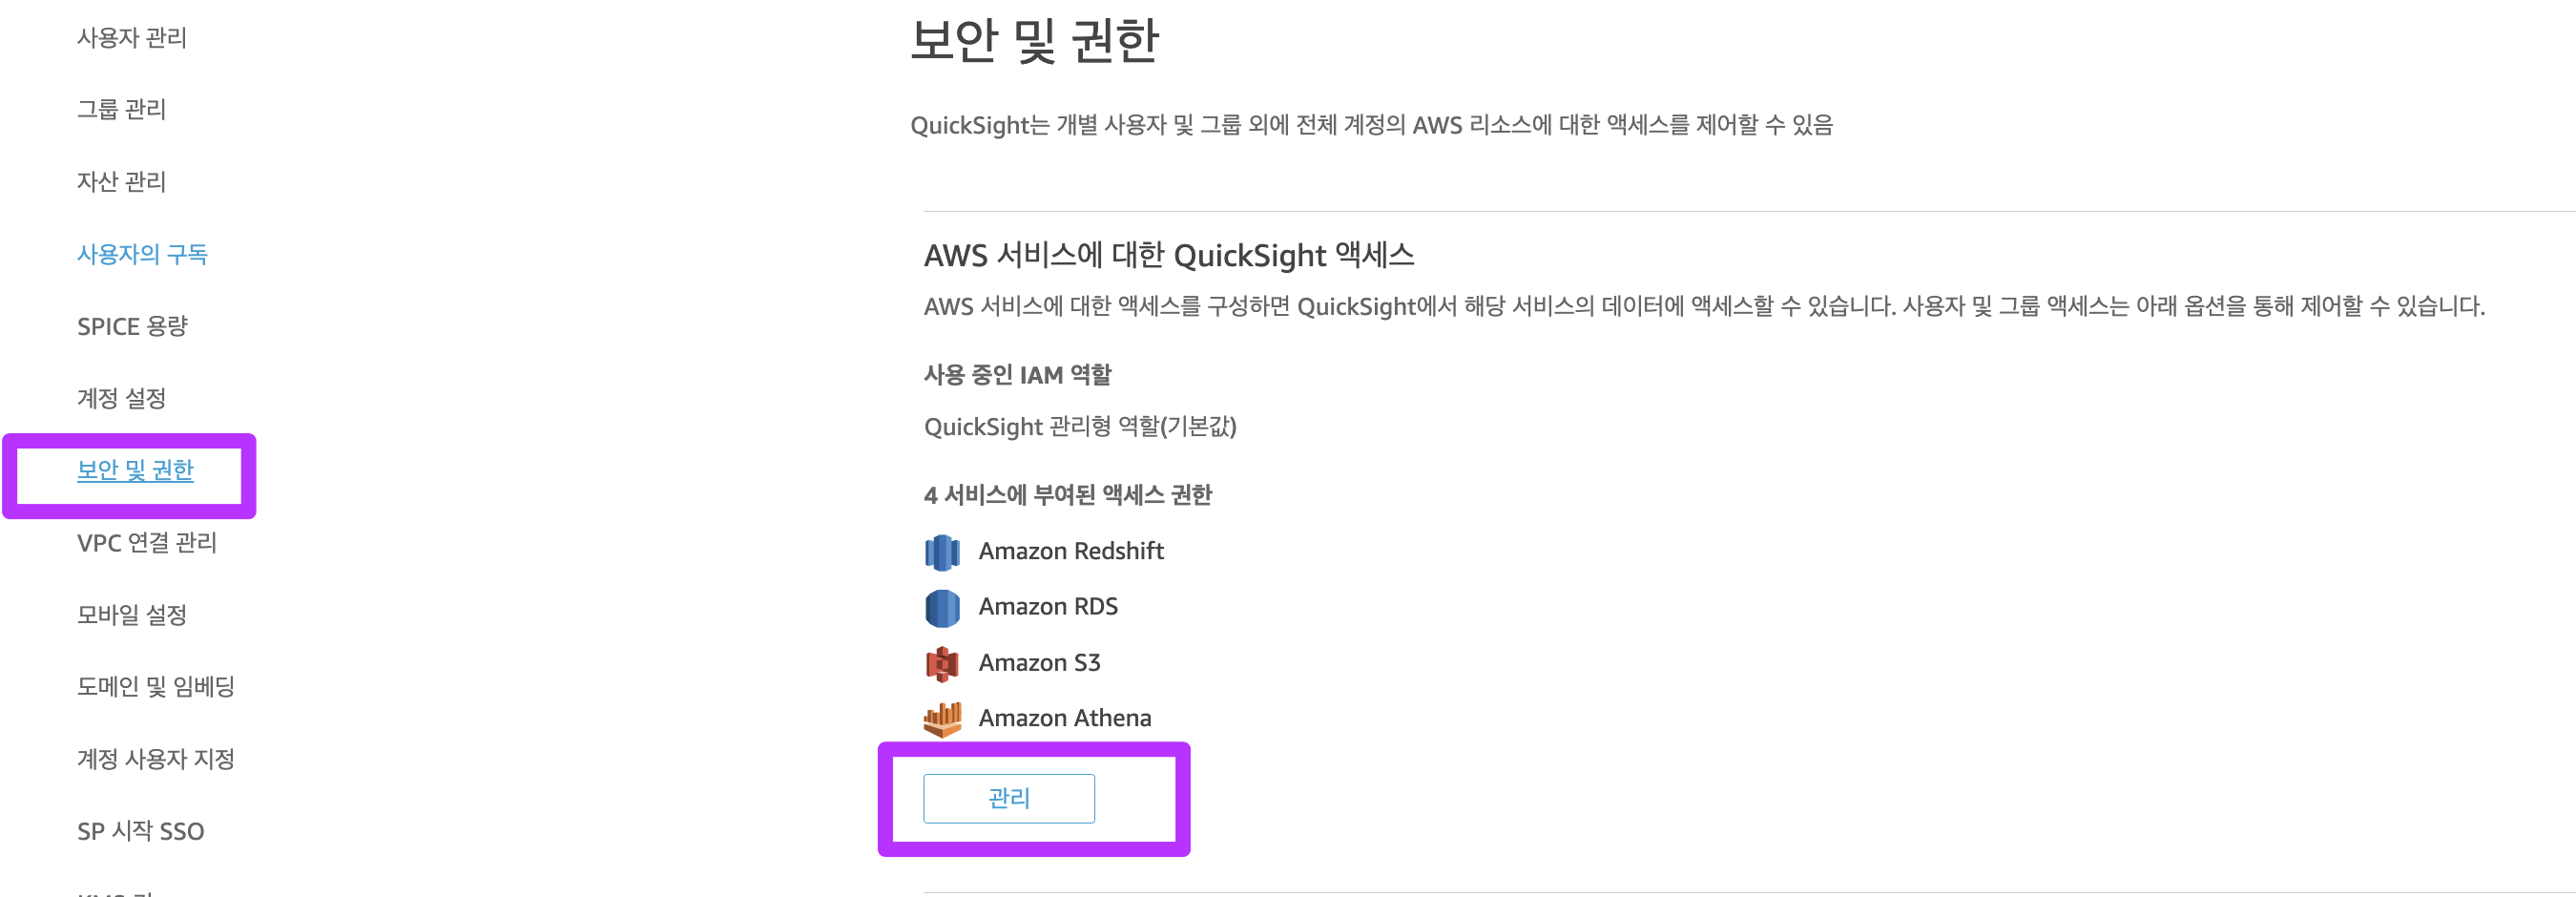 사용자 관리
그룹 관리
자산 관리
사용자의 구독
SPICE 용량
계정 설정
보안 및 권한
VPC 연결 관리
모바일 설정
도메인 및 임베딩
계정 사용자 지정
SP 시작 SSO
보안 및 권한
QuickSight는 개별 사용자 및 그룹 외에 전체 계정의 AWS 리소스에 대한 액세스를 제어할 수 있음
AWS 서비스에 대한 QuickSight 액세스
AWS 서비스에 대한 액세스를 구성하면 QuickSight에서 해당 서비스의 데이터에 액세스할 수 있습니다. 사용자 및 그룹 액세스는 아래 옵션을 통해 제어할 수 있습니다.
사용 중인 IAM 역할
QuickSight 관리형 역할(기본값)
4 서비스에 부여된 액세스 권한
Amazon Redshift
Amazon RDS
Amazon S3
Amazon Athena
관리